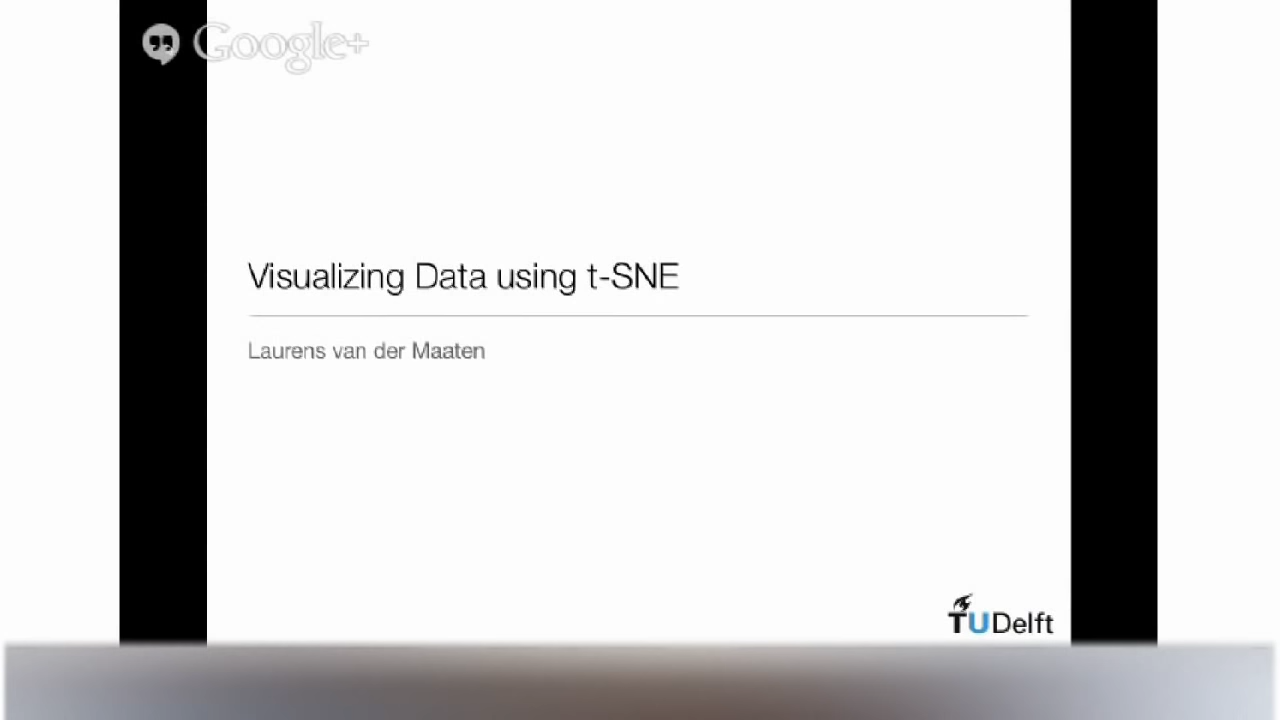 Google+
Visualizing Data using t-SNE
Laurens van der Maaten
TUDelft